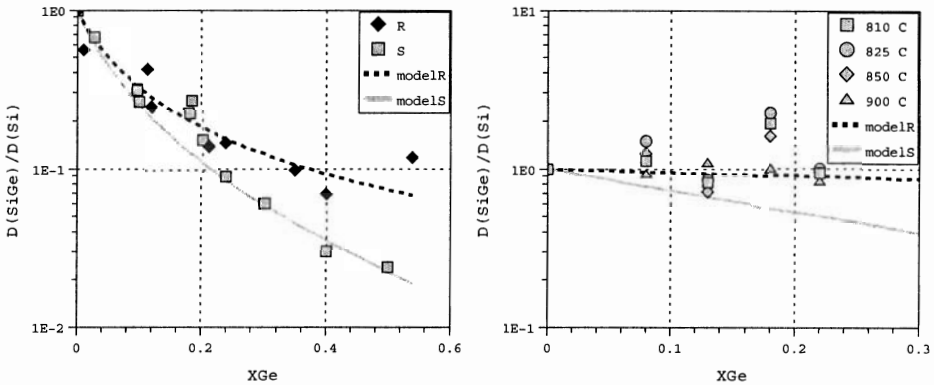 1E0
1E-1
1E-2
D(SiGe)/D(Si)
0
0.2
0.4
0.6
XGe
R
S
modelR
modelS
1E1
1E0
1E-1
D(SiGe)/D(Si)
0
0.1
0.2
0.3
XGe
810 C
825 C
850 C
900 C
modelR
modelS